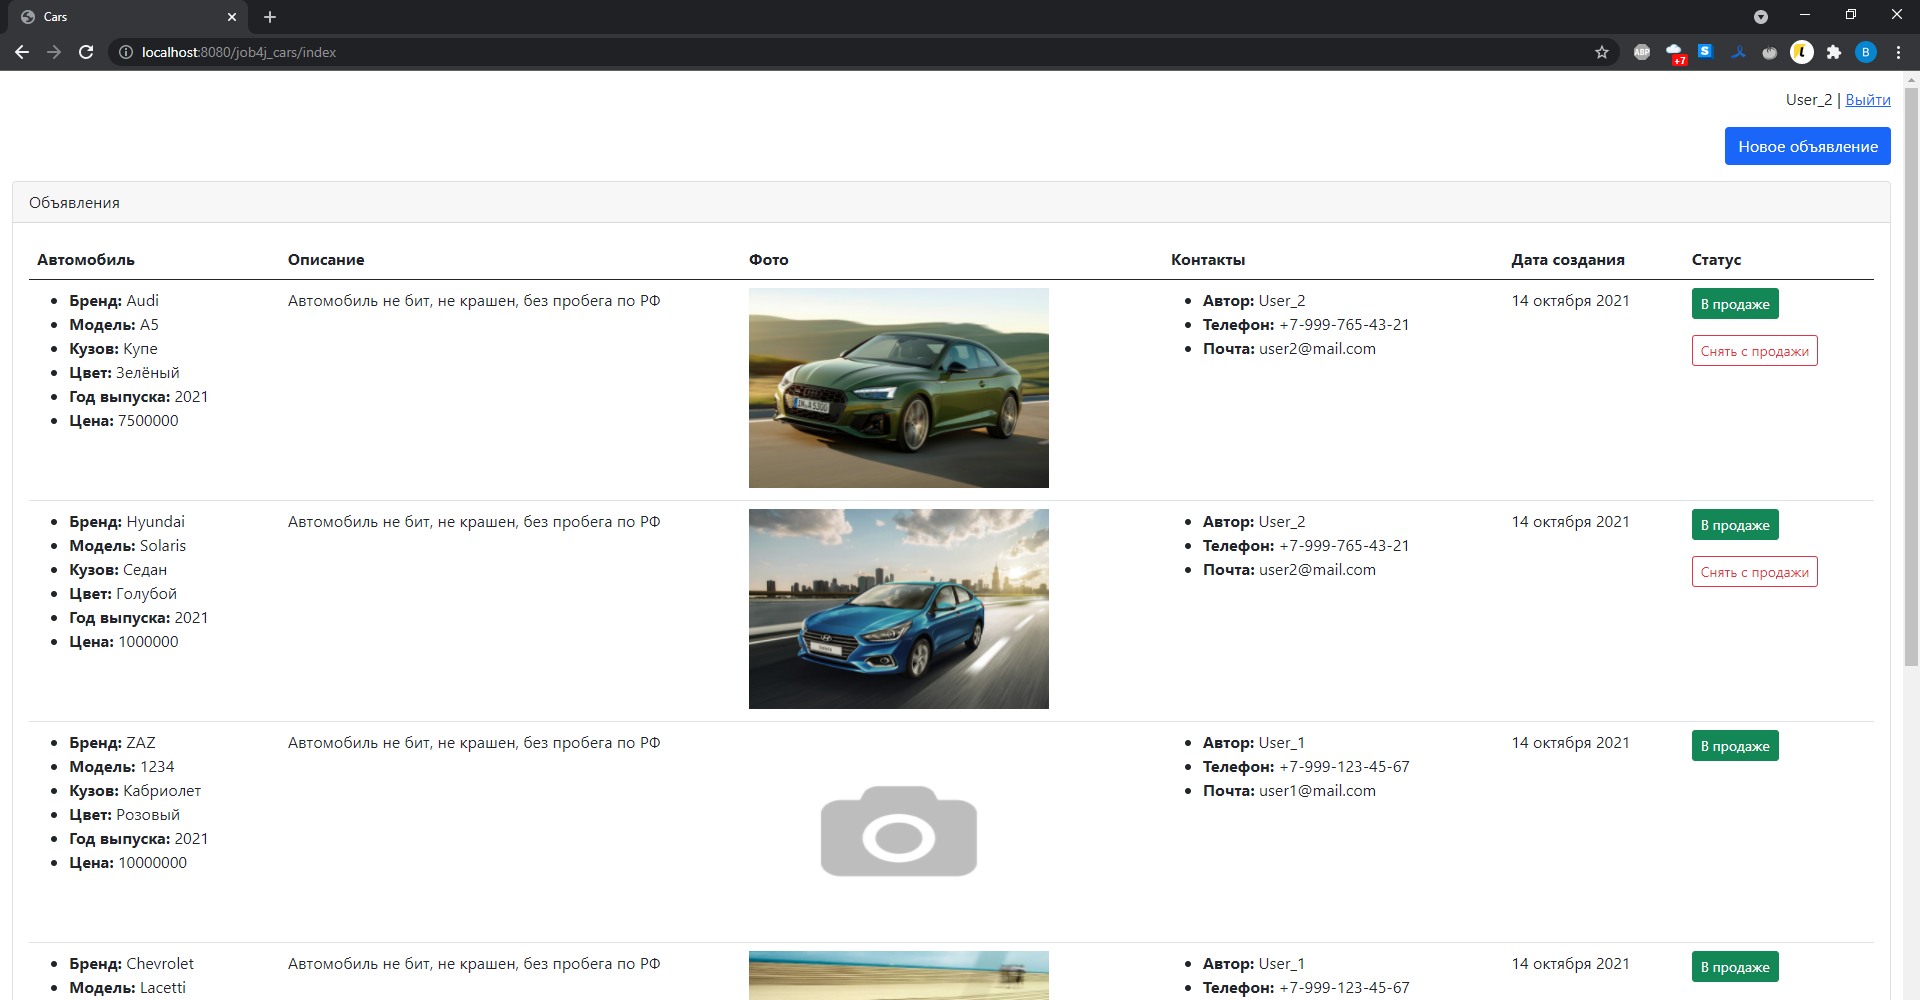 Cars
localhost:8080/job4j_cars/index
ABP
+7
S
B
User_2 | Выйти
Новое объявление
Объявления
Автомобиль Описание Фото Контакты Дата создания Статус
Бренд: Audi
Модель: A5
Кузов: Купе
Цвет: Зелёный
Год выпуска: 2021
Цена: 7500000
Автомобиль не бит, не крашен, без пробега по РФ
Автор: User_2
Телефон: +7-999-765-43-21
Почта: user2@mail.com
14 октября 2021
В продаже
Снять с продажи
Бренд: Hyundai
Модель: Solaris
Кузов: Седан
Цвет: Голубой
Год выпуска: 2021
Цена: 1000000
Автомобиль не бит, не крашен, без пробега по РФ
Автор: User_2
Телефон: +7-999-765-43-21
Почта: user2@mail.com
14 октября 2021
В продаже
Снять с продажи
Бренд: ZAZ
Модель: 1234
Кузов: Кабриолет
Цвет: Розовый
Год выпуска: 2021
Цена: 10000000
Автомобиль не бит, не крашен, без пробега по РФ
Автор: User_1
Телефон: +7-999-123-45-67
Почта: user1@mail.com
14 октября 2021
В продаже
Бренд: Chevrolet
Модель: Lacetti
Автомобиль не бит, не крашен, без пробега по РФ
Автор: User_1
Телефон: +7-999-123-45-67
14 октября 2021
В продаже